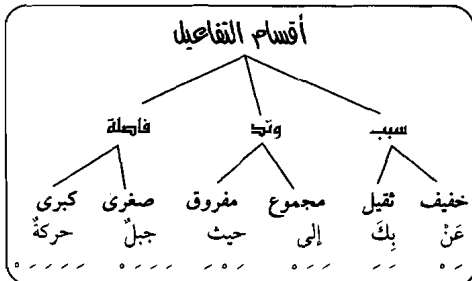 أقسام التفاعيل
سبب وتد فاصلة
خفيف ثقيل مجموع مفروق صغرى كبرى
عَنْ بِكَ إلى حيث جبلٌ حركةٌ